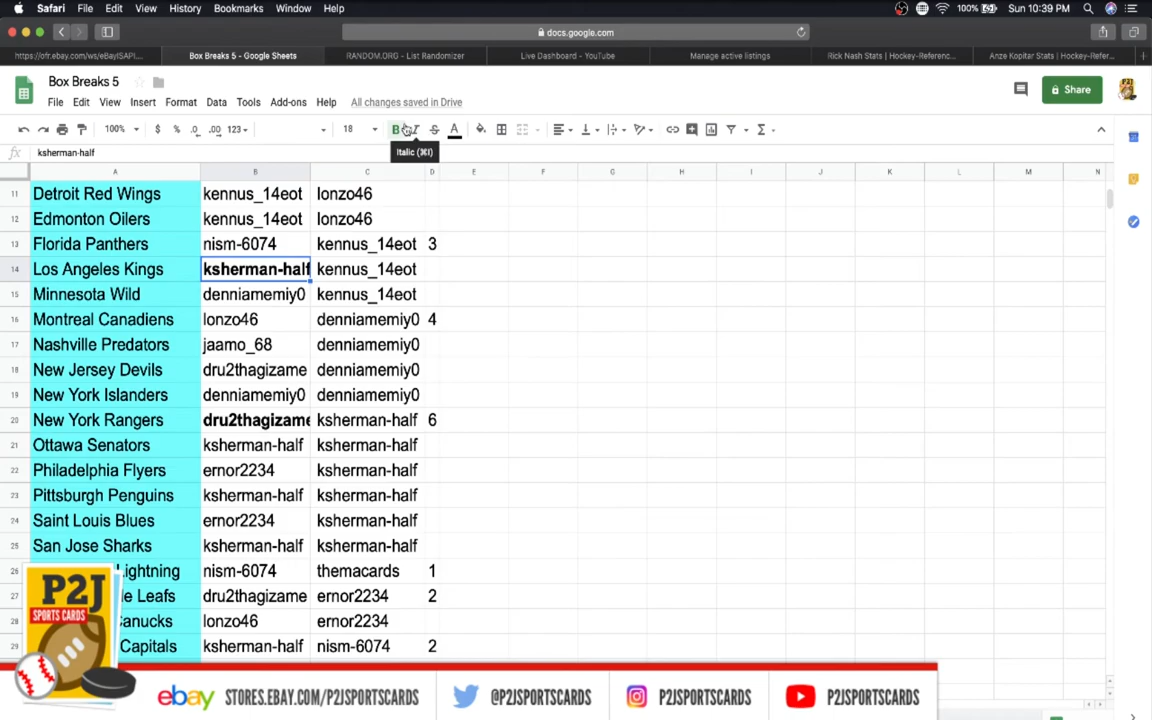 Safari File Edit View History Bookmarks Window Help 100% Sun 10:39 PM
docs.google.com
https://ofr.ebay.com/ws/eBayISAPI.... Box Breaks 5 - Google Sheets RANDOM.ORG - List Randomizer Live Dashboard - YouTube Manage active listings Rick Nash Stats | Hockey-Referenc... Anze Kopitar Stats | Hockey-Refer...
Box Breaks 5
File Edit View Insert Format Data Tools Add-ons Help All changes saved in Drive Share
100% $ % .0 .00 123 18 B I S A
Italic (⌘I)
fx ksherman-half
A B C D E F G H I J K L M N
11 Detroit Red Wings kennus_14eot lonzo46
12 Edmonton Oilers kennus_14eot lonzo46
13 Florida Panthers nism-6074 kennus_14eot 3
14 Los Angeles Kings ksherman-half kennus_14eot
15 Minnesota Wild denniamemiy0 kennus_14eot
16 Montreal Canadiens lonzo46 denniamemiy0 4
17 Nashville Predators jaamo_68 denniamemiy0
18 New Jersey Devils dru2thagizame denniamemiy0
19 New York Islanders denniamemiy0 denniamemiy0
20 New York Rangers dru2thagizame ksherman-half 6
21 Ottawa Senators ksherman-half ksherman-half
22 Philadelphia Flyers ernor2234 ksherman-half
23 Pittsburgh Penguins ksherman-half ksherman-half
24 Saint Louis Blues ernor2234 ksherman-half
25 San Jose Sharks ksherman-half ksherman-half
26 Lightning nism-6074 themacards 1
27 Leafs dru2thagizame ernor2234 2
28 Canucks lonzo46 ernor2234
29 Capitals ksherman-half nism-6074 2
P2J
SPORTS CARDS
ebay STORES.EBAY.COM/P2JSPORTSCARDS @P2JSPORTSCARDS P2JSPORTSCARDS P2JSPORTSCARDS